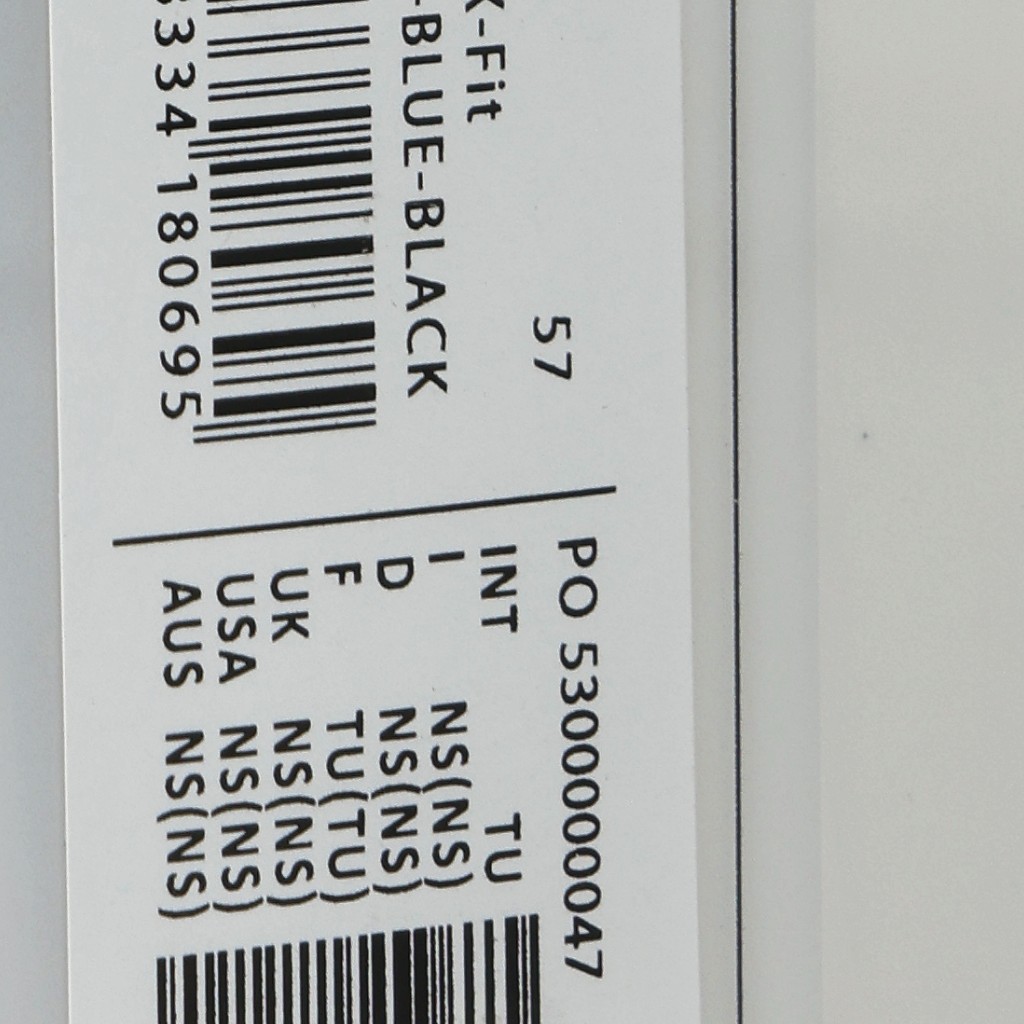 57
-Fit
-BLUE-BLACK
334 180695
PO 5300000047
INT TU
I NS(NS)
D NS(NS)
F TU(TU)
UK NS(NS)
USA NS(NS)
AUS NS(NS)